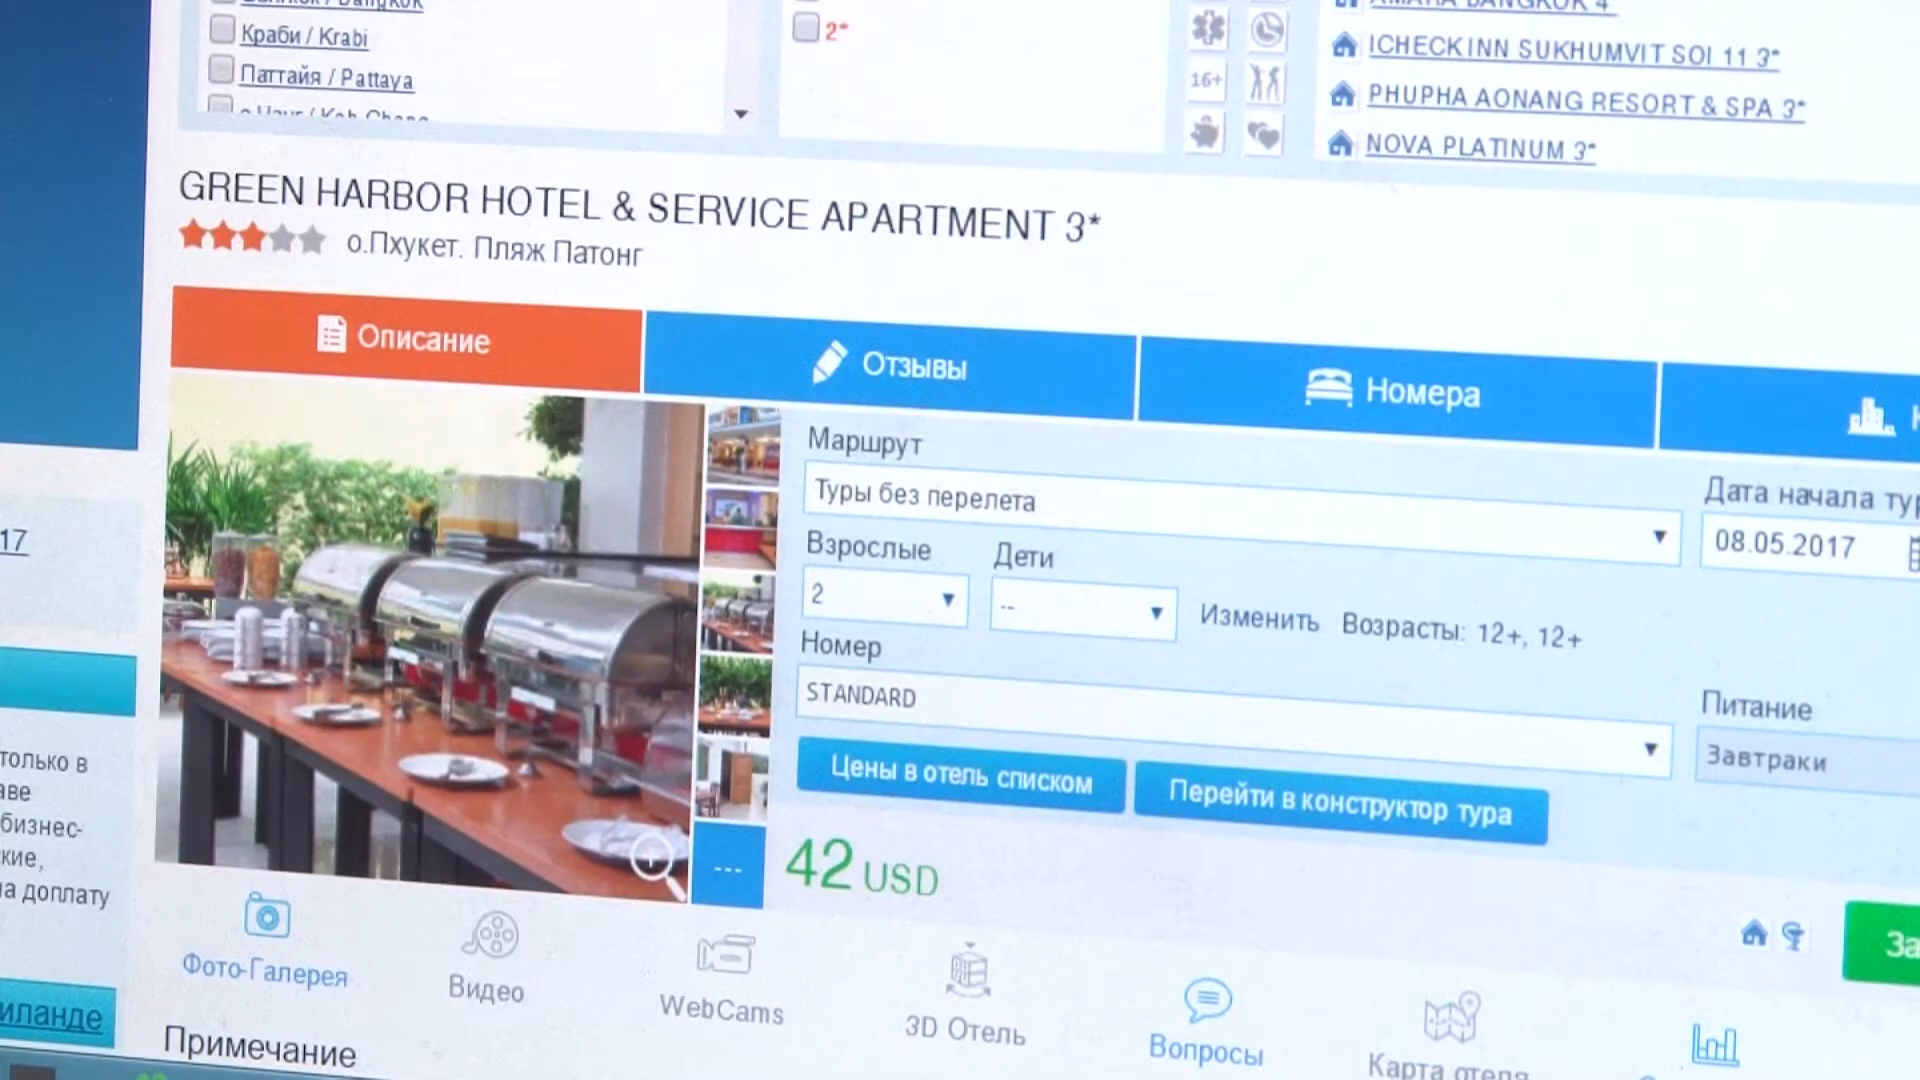 Краби / Krabi
Паттайя / Pattaya
2*
16+
ICHECK INN SUKHUMVIT SOI 11 3*
PHUPHA AONANG RESORT & SPA 3*
NOVA PLATINUM 3*
GREEN HARBOR HOTEL & SERVICE APARTMENT 3*
о.Пхукет. Пляж Патонг
Описание
Отзывы
Номера
Маршрут
Туры без перелета
Дата начала
08.05.2017
Взрослые
Дети
2
--
Изменить Возрасты: 12+, 12+
Номер
STANDARD
Питание
Завтраки
Цены в отель списком
Перейти в конструктор тура
42 USD
---
Фото-Галерея
Видео
WebCams
3D Отель
Вопросы
Карта отеля
Примечание
17
только в
бизнес-
доплату